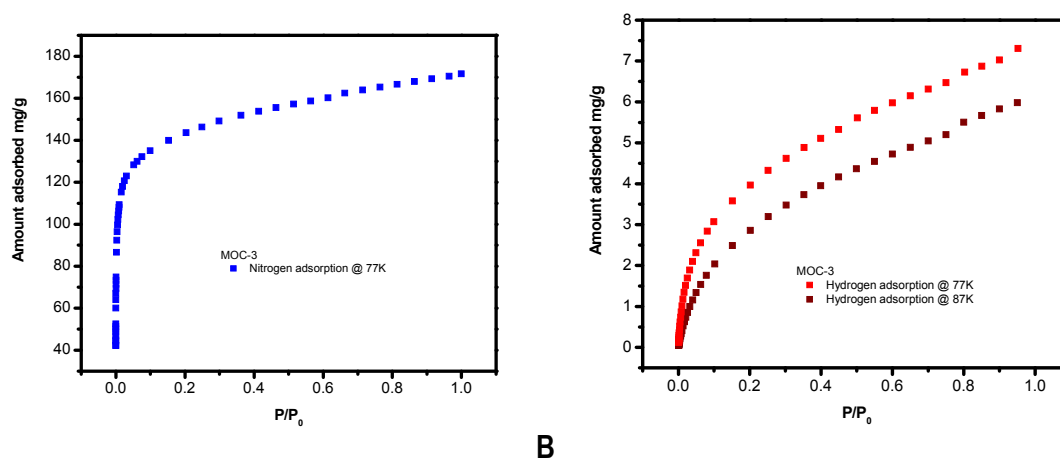 Amount adsorbed mg/g
180
160
140
120
100
80
60
40
MOC-3
Nitrogen adsorption @ 77K
0.0 0.2 0.4 0.6 0.8 1.0
P/P₀
Amount adsorbed mg/g
8
7
6
5
4
3
2
1
0
MOC-3
Hydrogen adsorption @ 77K
Hydrogen adsorption @ 87K
0.0 0.2 0.4 0.6 0.8 1.0
P/P₀
B